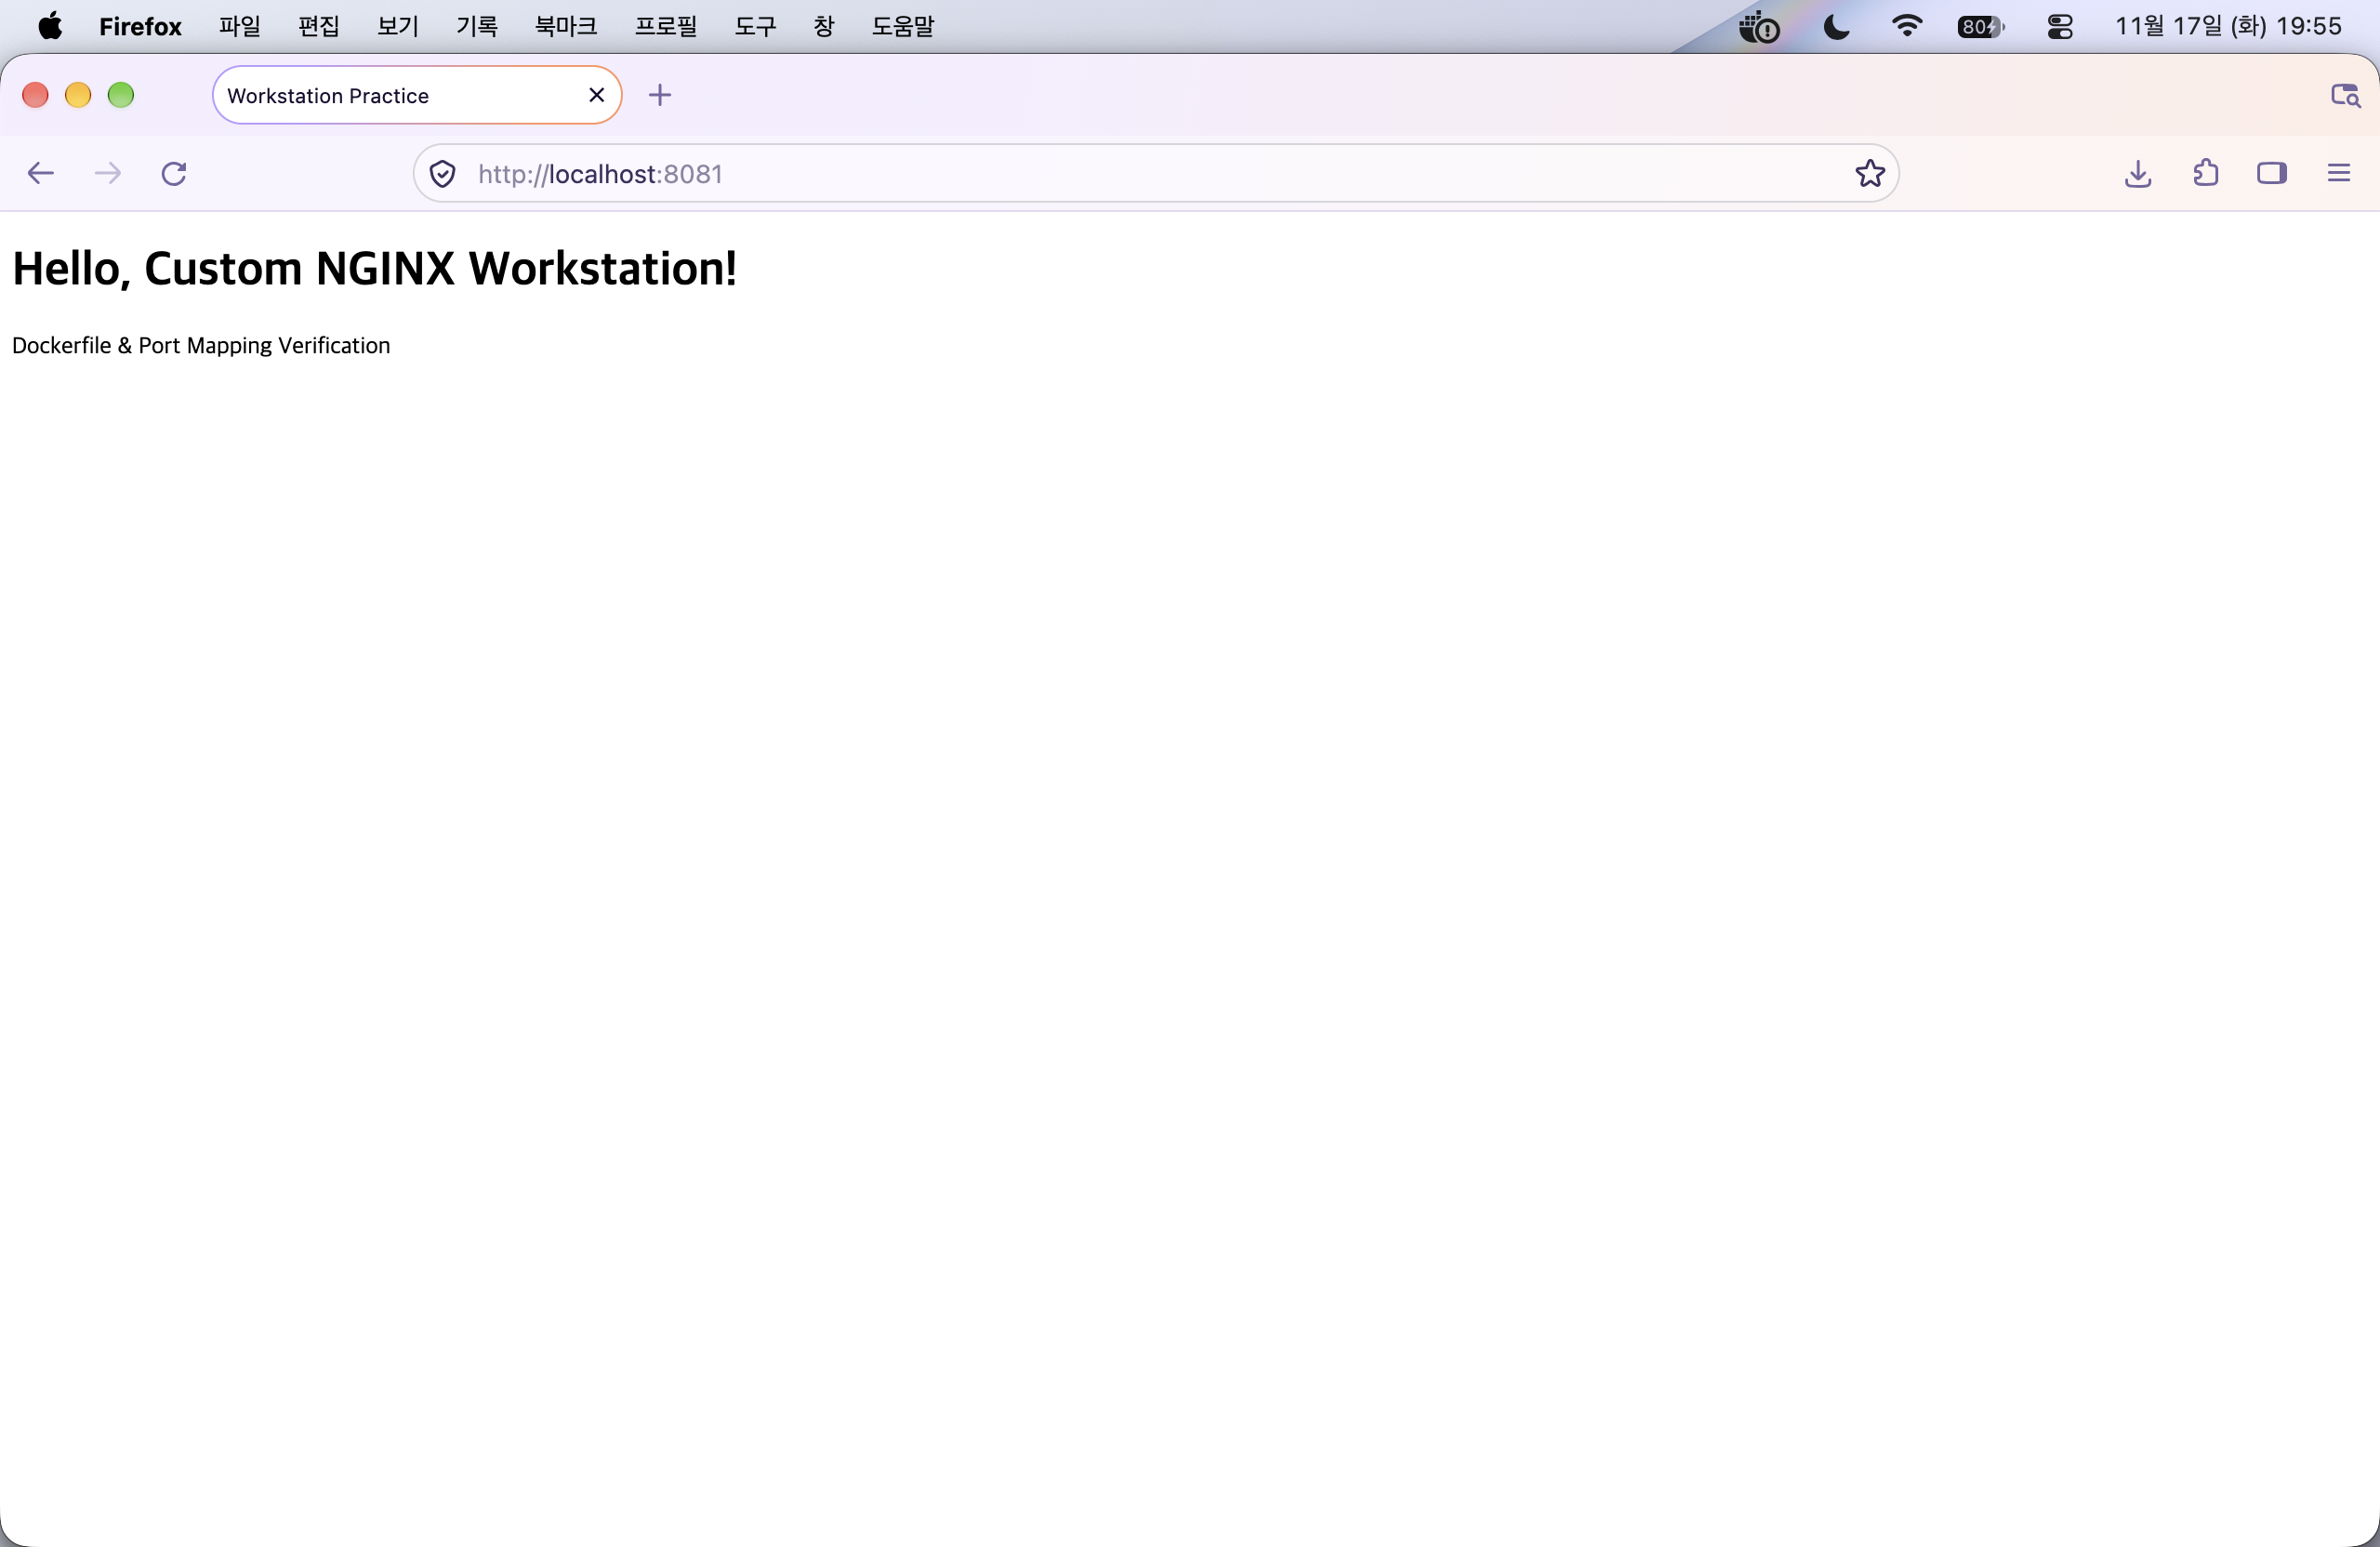 Firefox 파일 편집 보기 기록 북마크 프로필 도구 창 도움말 80 11월 17일 (화) 19:55
Workstation Practice
http://localhost:8081
Hello, Custom NGINX Workstation!
Dockerfile & Port Mapping Verification